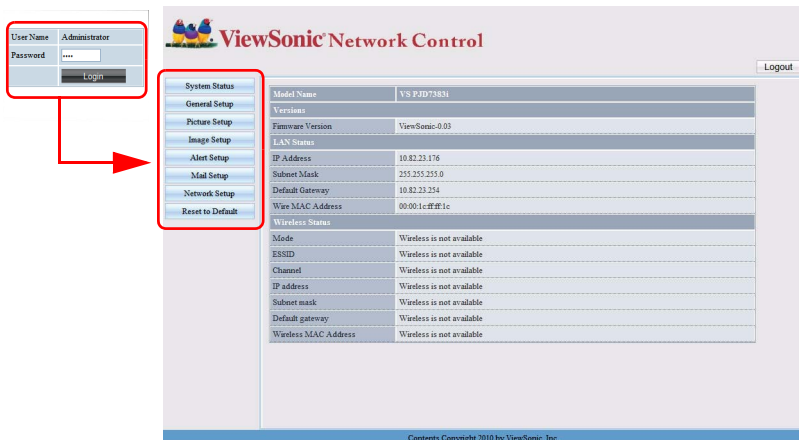 User Name Administrator
Password ....
Login
ViewSonic® Network Control
Logout
System Status
General Setup
Picture Setup
Image Setup
Alert Setup
Mail Setup
Network Setup
Reset to Default
Model Name VS PJD7383i
Versions
Firmware Version ViewSonic-0.03
LAN Status
IP Address 10.82.23.176
Subnet Mask 255.255.255.0
Default Gateway 10.82.23.254
Wire MAC Address 00:00:1c:ff:ff:1c
Wireless Status
Mode Wireless is not available
ESSID Wireless is not available
Channel Wireless is not available
IP address Wireless is not available
Subnet mask Wireless is not available
Default gateway Wireless is not available
Wireless MAC Address Wireless is not available
Contents Copyright 2010 by ViewSonic, Inc.